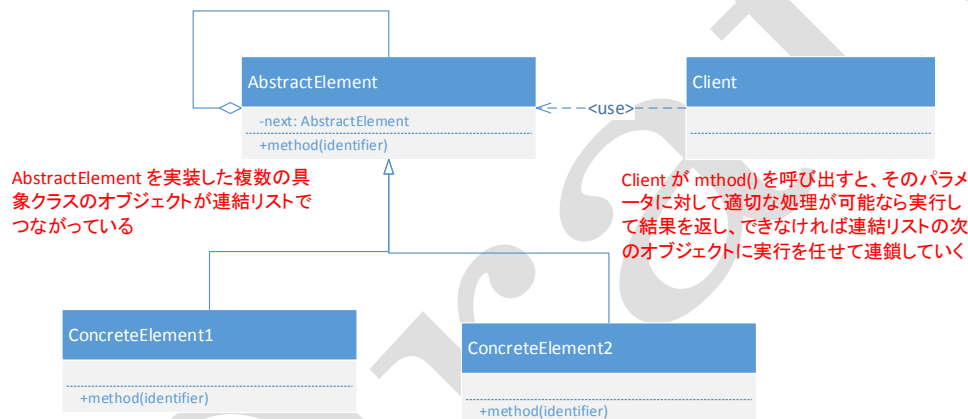 AbstractElement
-next: AbstractElement
+method(identifier)
<use>
Client
AbstractElement を実装した複数の具
象クラスのオブジェクトが連結リストで
つながっている
Client が mthod() を呼び出すと、そのパラメ
ータに対して適切な処理が可能なら実行し
て結果を返し、できなければ連結リストの次
のオブジェクトに実行を任せて連鎖していく
ConcreteElement1
+method(identifier)
ConcreteElement2
+method(identifier)